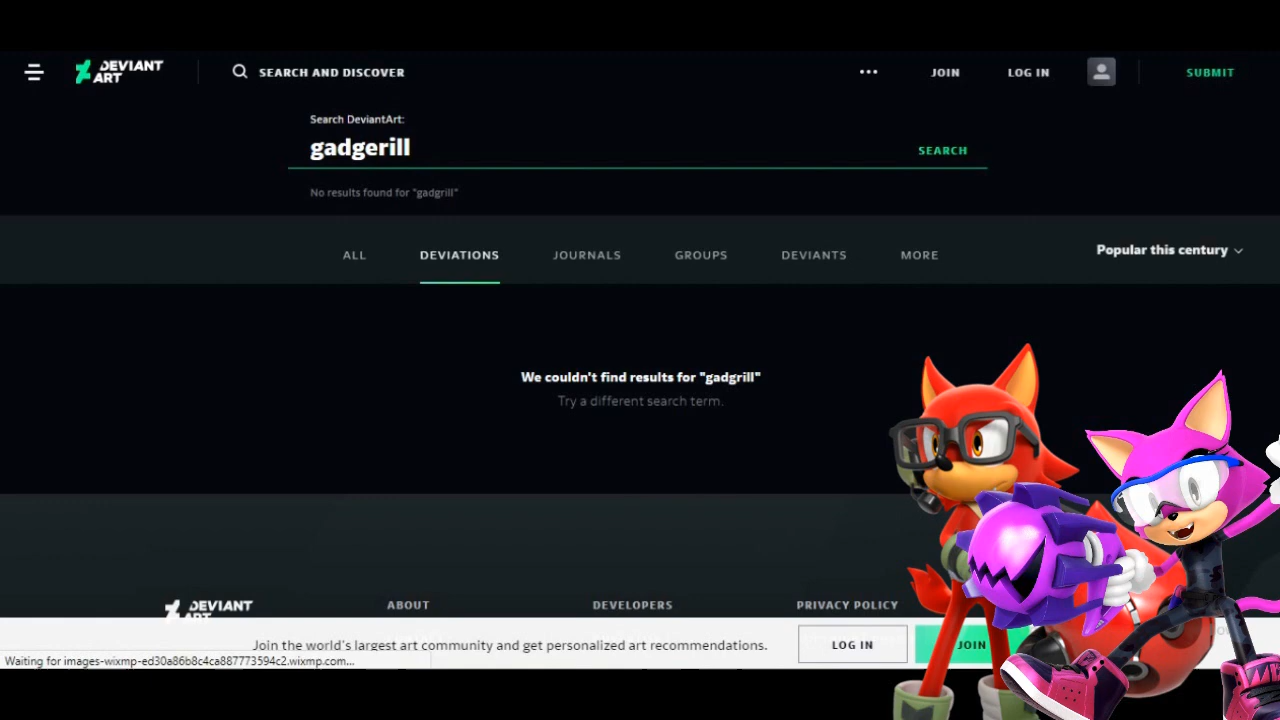 DEVIANT
ART
SEARCH AND DISCOVER
JOIN
LOG IN
SUBMIT
Search DeviantArt:
gadgerill
SEARCH
No results found for "gadgrill"
ALL
DEVIATIONS
JOURNALS
GROUPS
DEVIANTS
MORE
Popular this century
We couldn't find results for "gadgrill"
Try a different search term.
DEVIANT
ART
ABOUT
DEVELOPERS
PRIVACY POLICY
Join the world's largest art community and get personalized art recommendations.
LOG IN
JOIN
Waiting for images-wixmp-ed30a86b8c4ca887773594c2.wixmp.com...